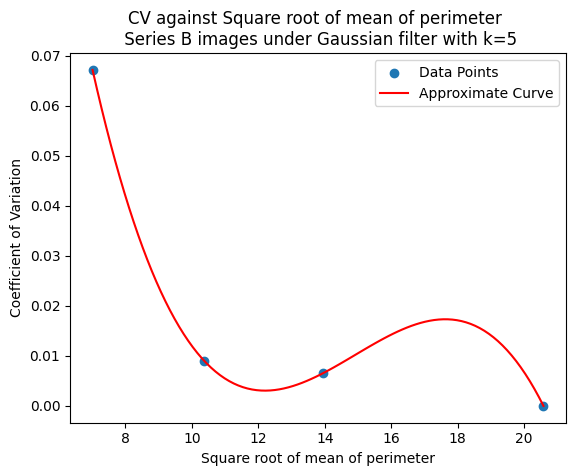 CV against Square root of mean of perimeter
Series B images under Gaussian filter with k=5
Data Points
Approximate Curve
0.07
0.06
0.05
0.04
0.03
0.02
0.01
0.00
Coefficient of Variation
8
10
12
14
16
18
20
Square root of mean of perimeter